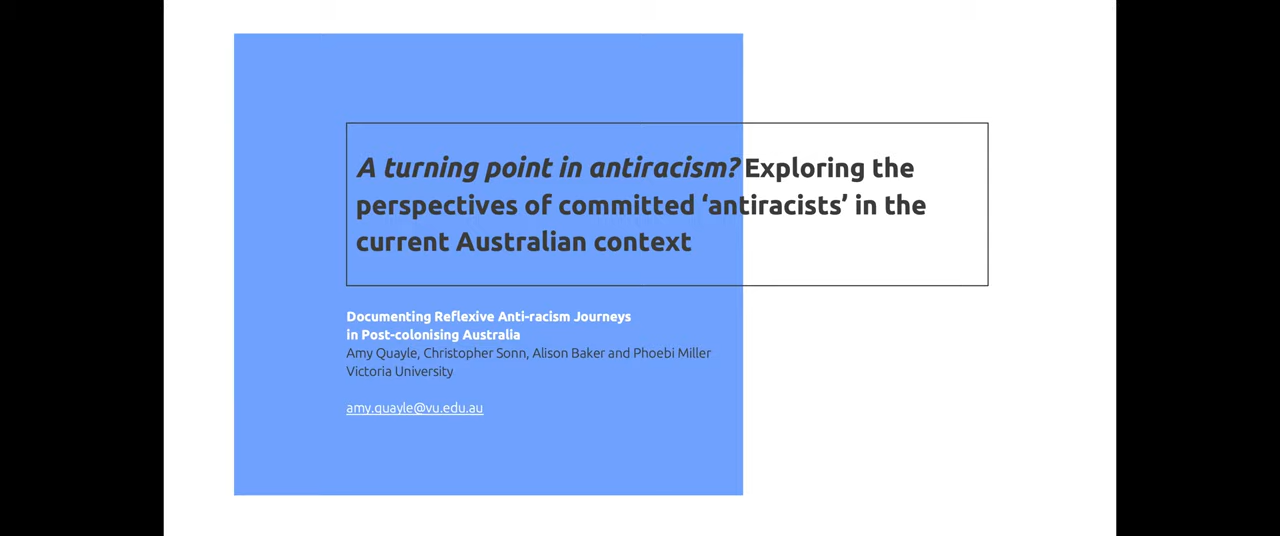 A turning point in antiracism? Exploring the
perspectives of committed ‘antiracists’ in the
current Australian context
Documenting Reflexive Anti-racism Journeys
in Post-colonising Australia
Amy Quayle, Christopher Sonn, Alison Baker and Phoebi Miller
Victoria University
amy.quayle@vu.edu.au